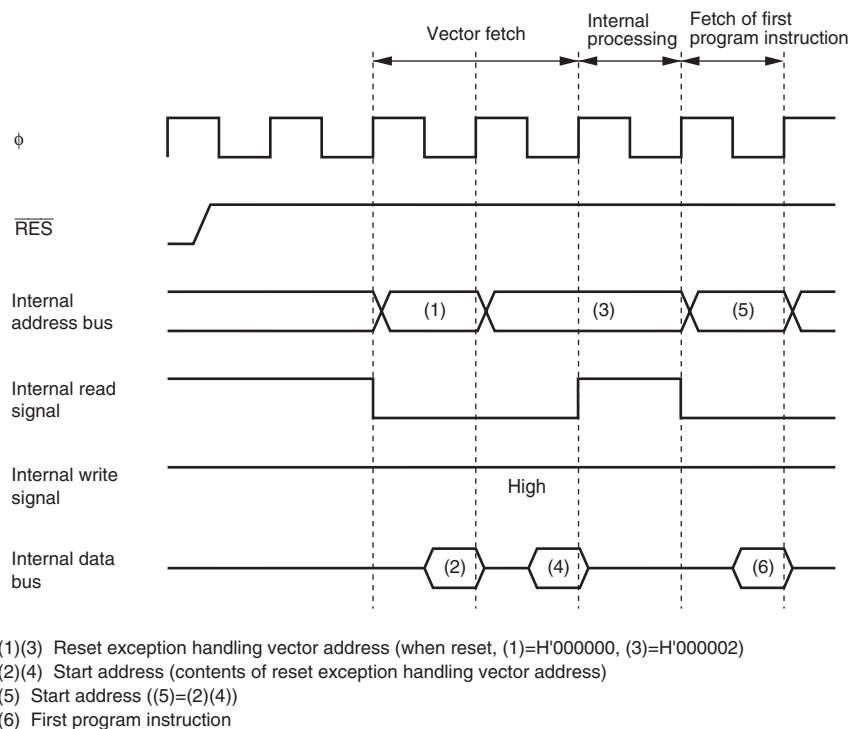 Vector fetch
Internal
processing
Fetch of first
program instruction
ϕ
RES
Internal
address bus
(1)
(3)
(5)
Internal read
signal
Internal write
signal
High
Internal data
bus
(2)
(4)
(6)
(1)(3) Reset exception handling vector address (when reset, (1)=H'000000, (3)=H'000002)
(2)(4) Start address (contents of reset exception handling vector address)
(5) Start address ((5)=(2)(4))
(6) First program instruction